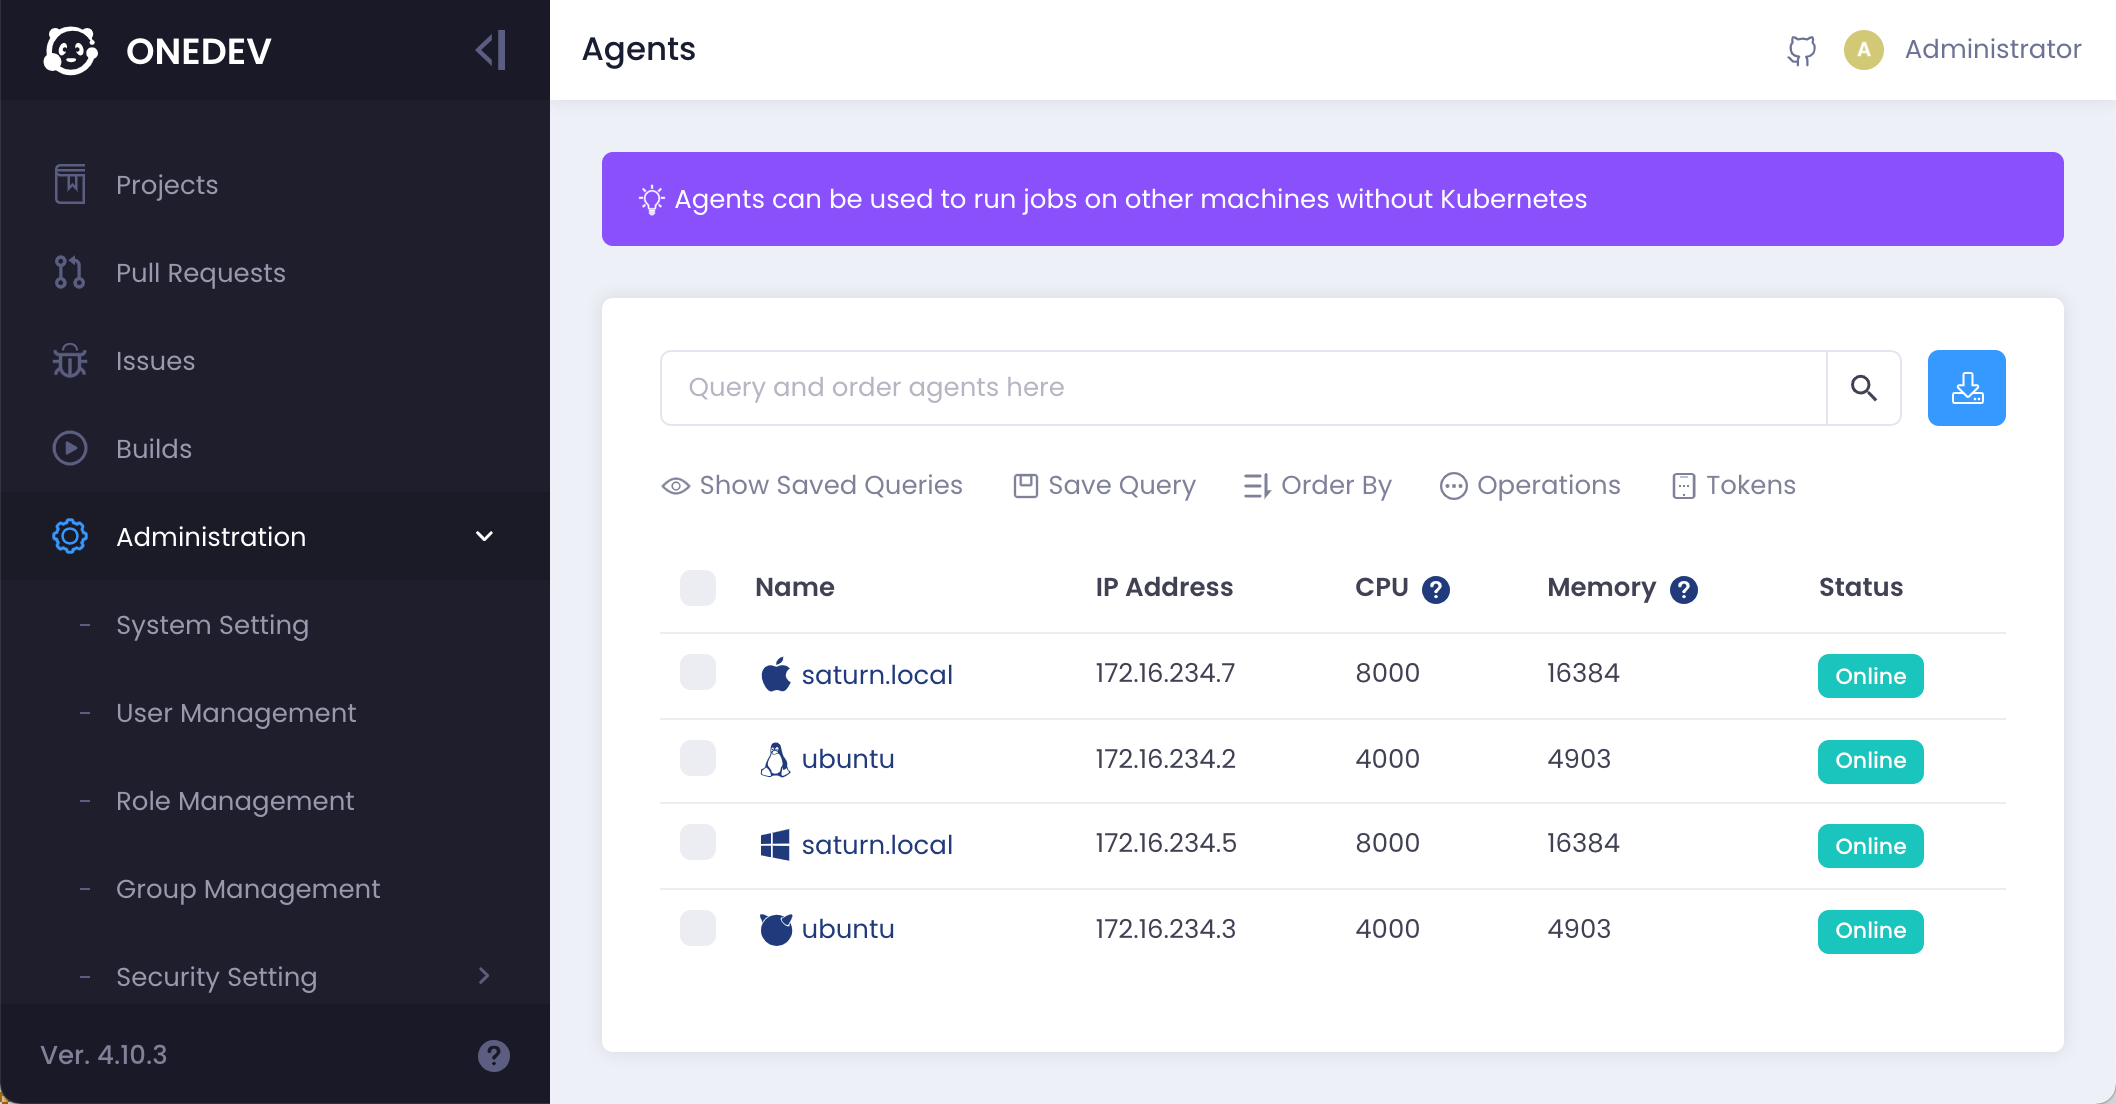 ONEDEV
Agents
A Administrator
Projects
Pull Requests
Issues
Builds
Administration
- System Setting
- User Management
- Role Management
- Group Management
- Security Setting
Ver. 4.10.3 ?
Agents can be used to run jobs on other machines without Kubernetes
Query and order agents here
Show Saved Queries Save Query Order By Operations Tokens
Name IP Address CPU ? Memory ? Status
saturn.local 172.16.234.7 8000 16384 Online
ubuntu 172.16.234.2 4000 4903 Online
saturn.local 172.16.234.5 8000 16384 Online
ubuntu 172.16.234.3 4000 4903 Online